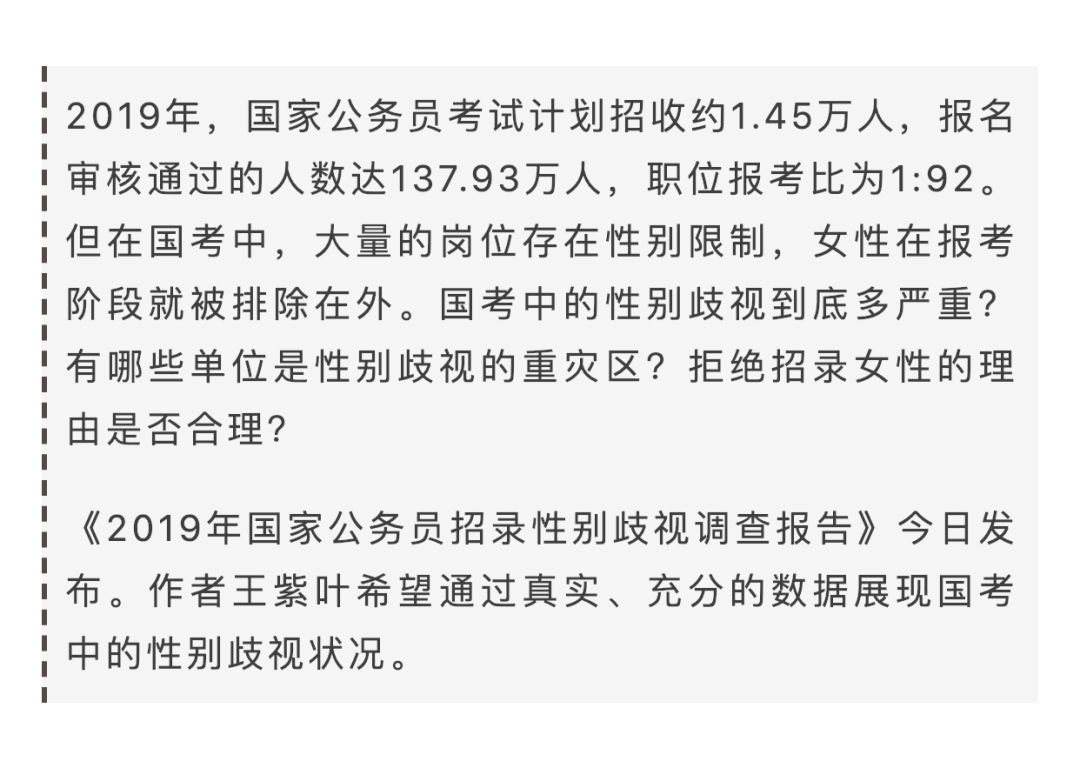 2019年，国家公务员考试计划招收约1.45万人，报名
审核通过的人数达137.93万人，职位报考比为1:92。
但在国考中，大量的岗位存在性别限制，女性在报考
阶段就被排除在外。国考中的性别歧视到底多严重？
有哪些单位是性别歧视的重灾区？拒绝招录女性的理
由是否合理？
《2019年国家公务员招录性别歧视调查报告》今日发
布。作者王紫叶希望通过真实、充分的数据展现国考
中的性别歧视状况。